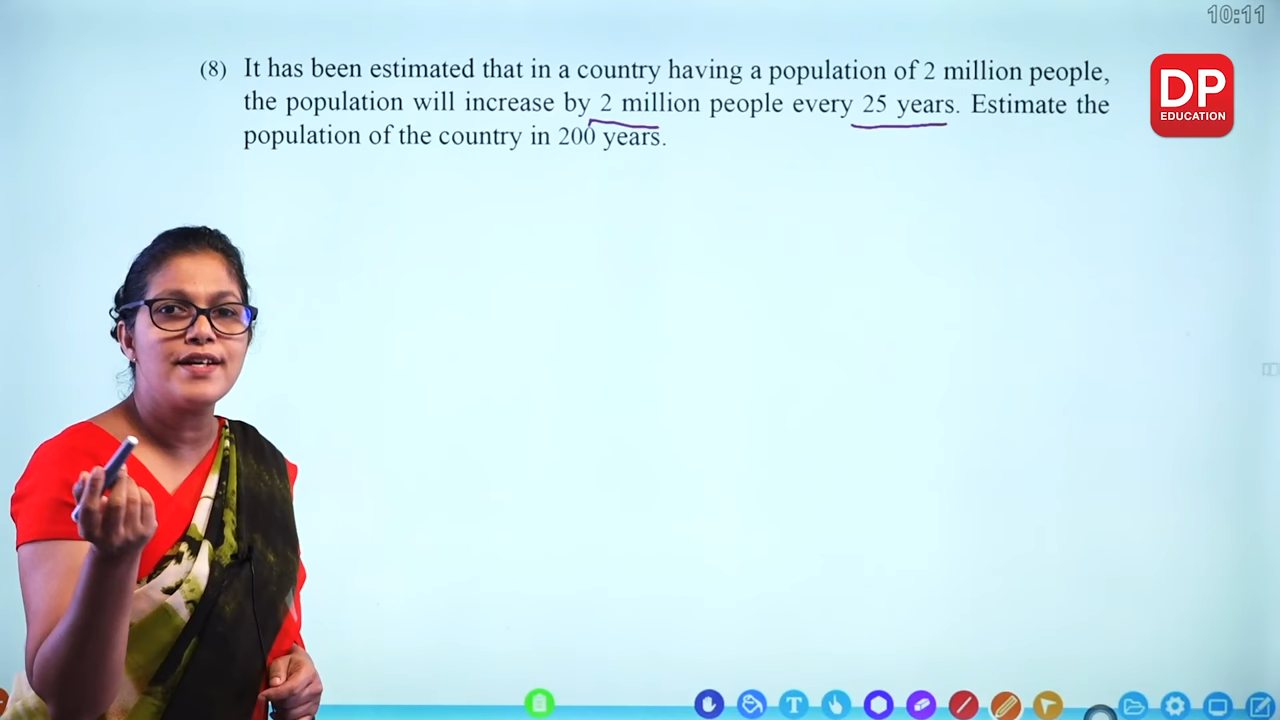 10:11
(8) It has been estimated that in a country having a population of 2 million people,
the population will increase by 2 million people every 25 years. Estimate the
population of the country in 200 years.
DP
EDUCATION
T